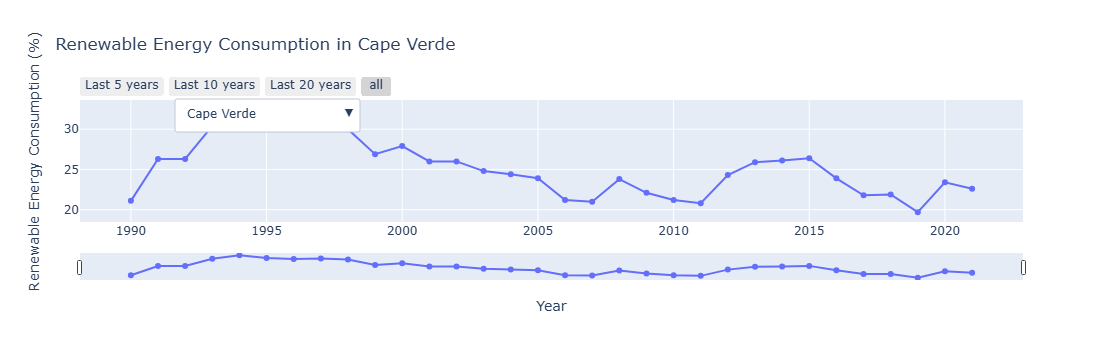 Renewable Energy Consumption in Cape Verde
Renewable Energy Consumption (%)
Last 5 years Last 10 years Last 20 years all
Cape Verde ▼
30
25
20
1990 1995 2000 2005 2010 2015 2020
Year